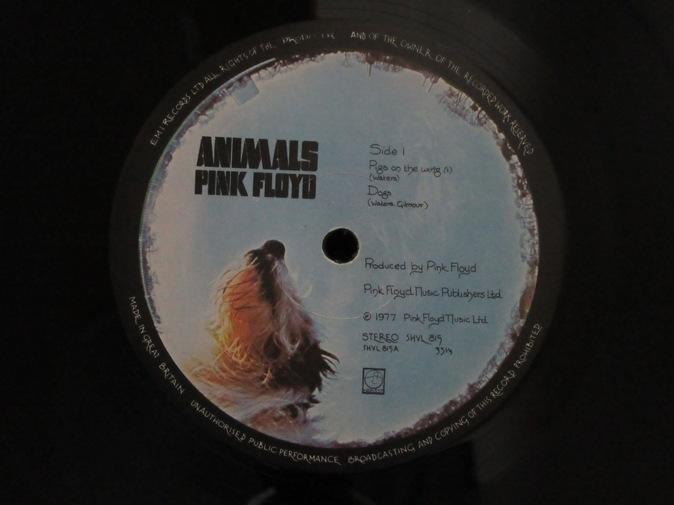 E.M.I RECORDS LTD ALL RIGHTS OF THE PRODUCER AND OF THE OWNER OF THE RECORDED WORK RESERVED
ANIMALS
PINK FLOYD
Side 1
Pigs on the wing (1)
(Waters)
Dogs
(Waters, Gilmour)
Produced by Pink Floyd
Pink Floyd Music Publishers Ltd.
℗ 1977 Pink Floyd Music Ltd.
STEREO SHVL 815
SHVL 815A 33⅓
MADE IN GREAT BRITAIN UNAUTHORISED PUBLIC PERFORMANCE BROADCASTING AND COPYING OF THIS RECORD PROHIBITED